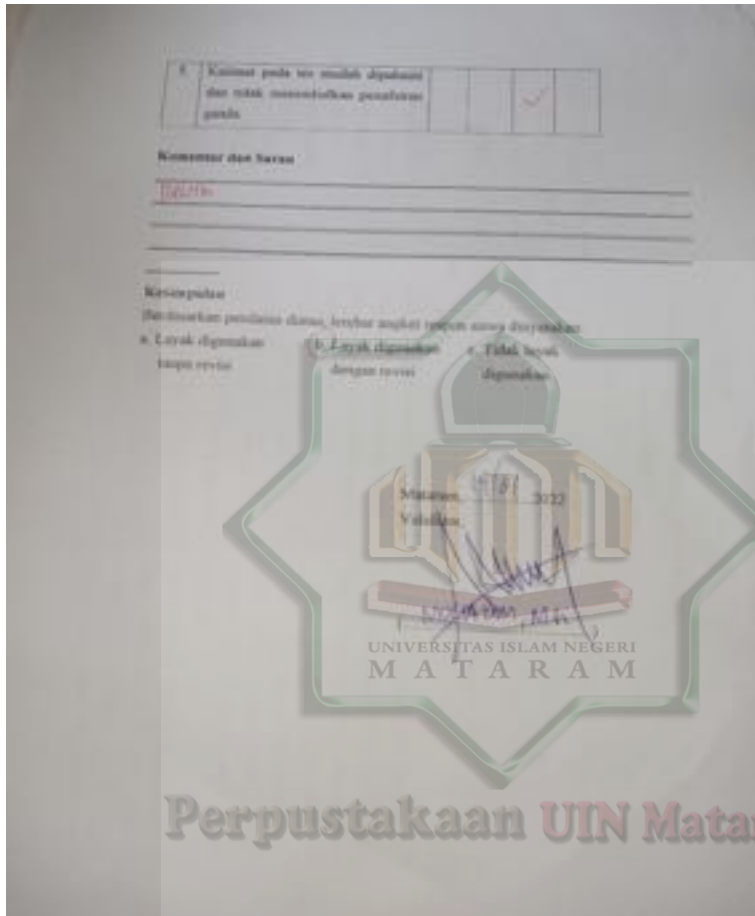 Kalimat pada tes mudah dipahami
dan tidak menimbulkan penafsiran
ganda
Komentar dan Saran
Kesimpulan
Berdasarkan penilaian diatas, lembar angket respon siswa dinyatakan:
a. Layak digunakan b. Layak digunakan c. Tidak layak
tanpa revisi dengan revisi digunakan
Mataram, 2022
Validator,
UNIVERSITAS ISLAM NEGERI
MATARAM
Perpustakaan UIN Matar